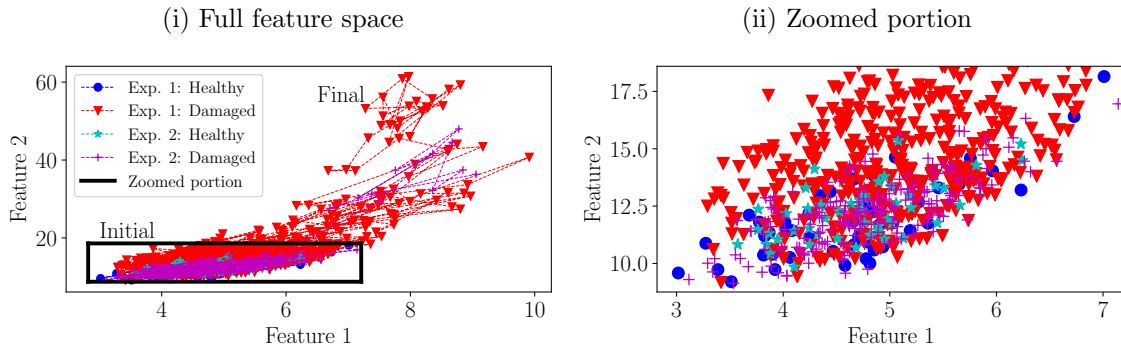 (i) Full feature space
Feature 2
60
40
20
Exp. 1: Healthy
Exp. 1: Damaged
Exp. 2: Healthy
Exp. 2: Damaged
Zoomed portion
Final
Initial
4
6
8
10
Feature 1
(ii) Zoomed portion
Feature 2
17.5
15.0
12.5
10.0
3
4
5
6
7
Feature 1